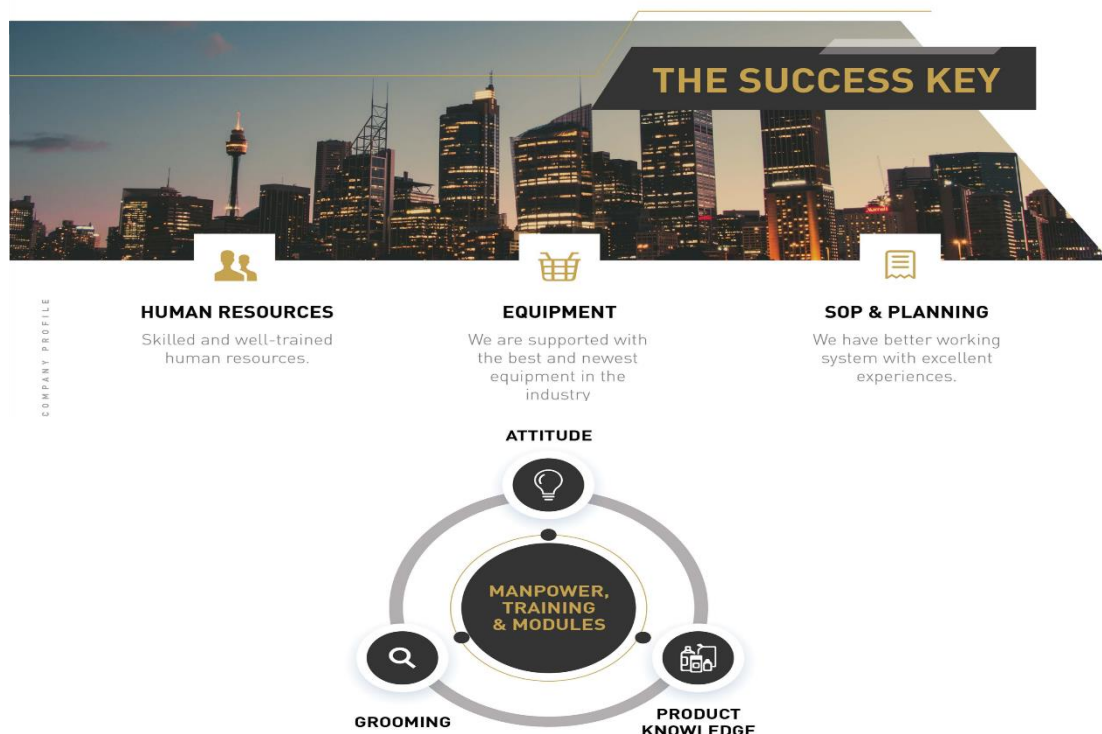 THE SUCCESS KEY
COMPANY PROFILE
HUMAN RESOURCES
Skilled and well-trained
human resources.
EQUIPMENT
We are supported with
the best and newest
equipment in the
industry
SOP & PLANNING
We have better working
system with excellent
experiences.
ATTITUDE
MANPOWER,
TRAINING
& MODULES
GROOMING
PRODUCT
KNOWLEDGE